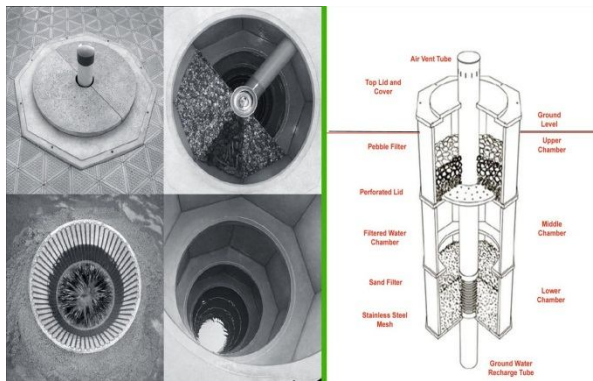 Air Vent Tube
Top Lid and
Cover
Ground
Level
Pebble Filter
Upper
Chamber
Perforated Lid
Filtered Water
Chamber
Middle
Chamber
Sand Filter
Lower
Chamber
Stainless Steel
Mesh
Ground Water
Recharge Tube